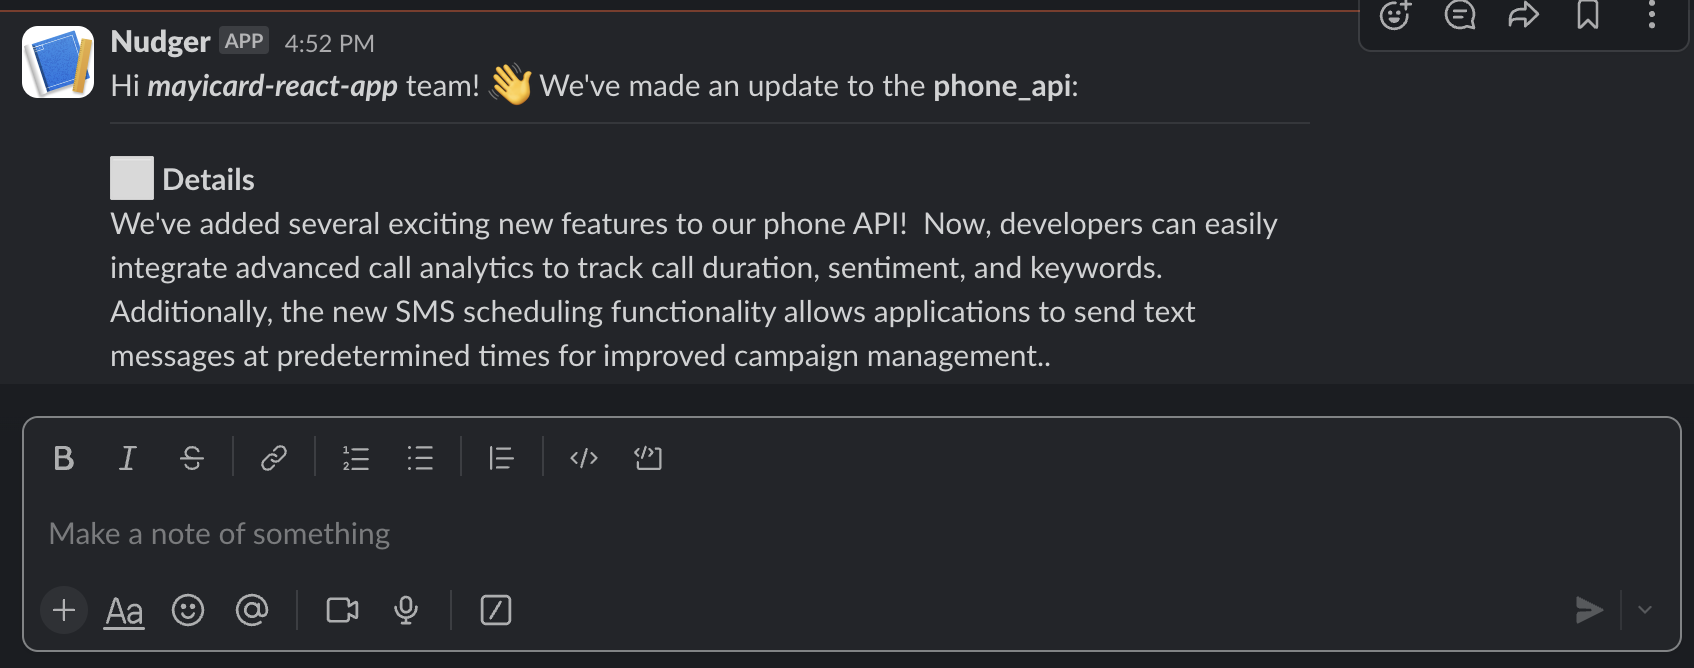 Nudger APP 4:52 PM
Hi mayicard-react-app team! 👋 We've made an update to the phone_api:
Details
We've added several exciting new features to our phone API!  Now, developers can easily
integrate advanced call analytics to track call duration, sentiment, and keywords.
Additionally, the new SMS scheduling functionality allows applications to send text
messages at predetermined times for improved campaign management..
B I S
Make a note of something
Aa